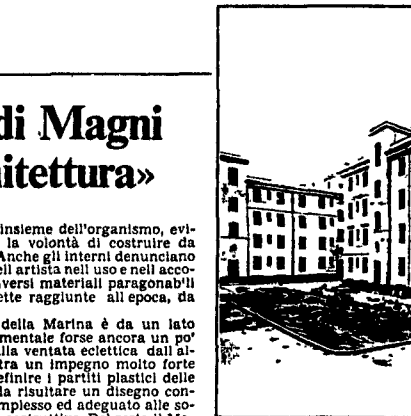 di Magni
itettura»
insieme dell'organismo, evi-
la volontà di costruire da
Anche gli interni denunciano
ell artista nell uso e nell acco-
versi materiali paragonab'li
ette raggiunte all epoca, da
della Marina è da un lato
mentale forse ancora un po'
lla ventata eclettica dall al-
tra un impegno molto forte
efinire i partiti plastici delle
da risultare un disegno con-
mplesso ed adeguato alle so-